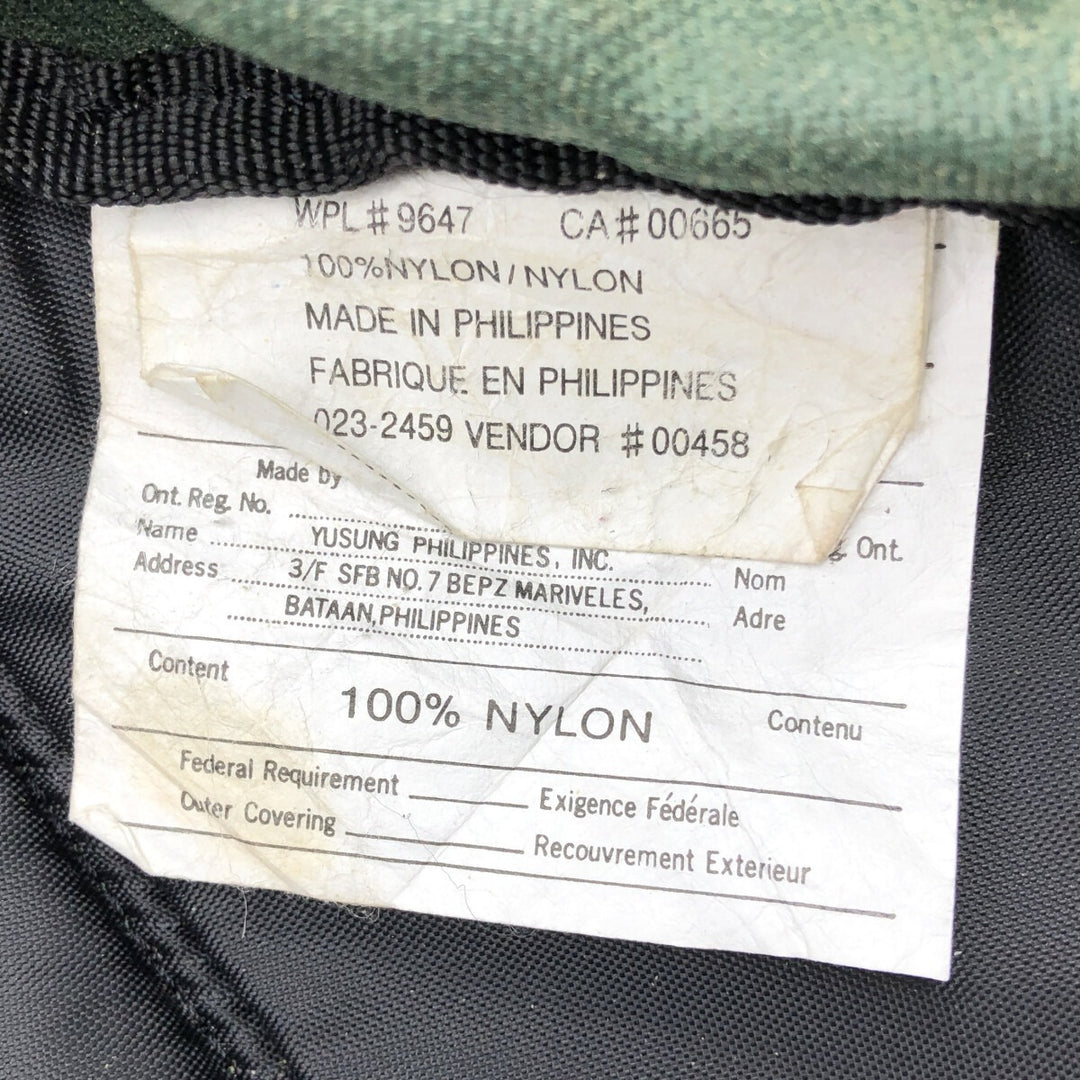 WPL # 9647 CA # 00665
100% NYLON / NYLON
MADE IN PHILIPPINES
FABRIQUE EN PHILIPPINES
023-2459 VENDOR # 00458
Made by
Ont. Reg. No. Ont.
Name YUSUNG PHILIPPINES, INC. Nom
Address 3/F SFB NO. 7 BEPZ MARIVELES, Adre
BATAAN, PHILIPPINES
Content 100% NYLON Contenu
Federal Requirement Exigence Fédérale
Outer Covering Recouvrement Exterieur